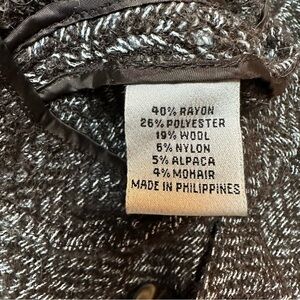 40% RAYON
26% POLYESTER
19% WOOL
6% NYLON
5% ALPACA
4% MOHAIR
MADE IN PHILIPPINES